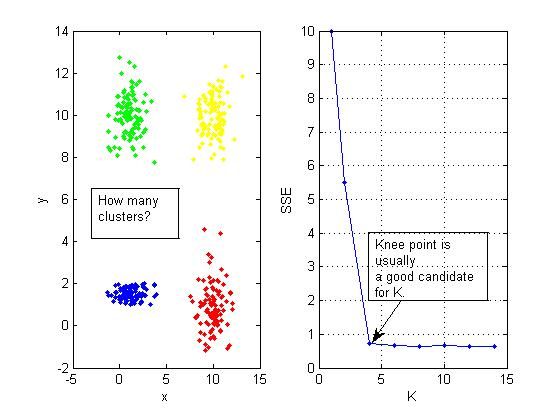 14
12
10
8
6
4
2
0
-2
y
How many
clusters?
-5
0
5
10
15
x
10
9
8
7
6
5
4
3
2
1
0
SSE
Knee point is
usually
a good candidate
for K.
0
5
10
15
K